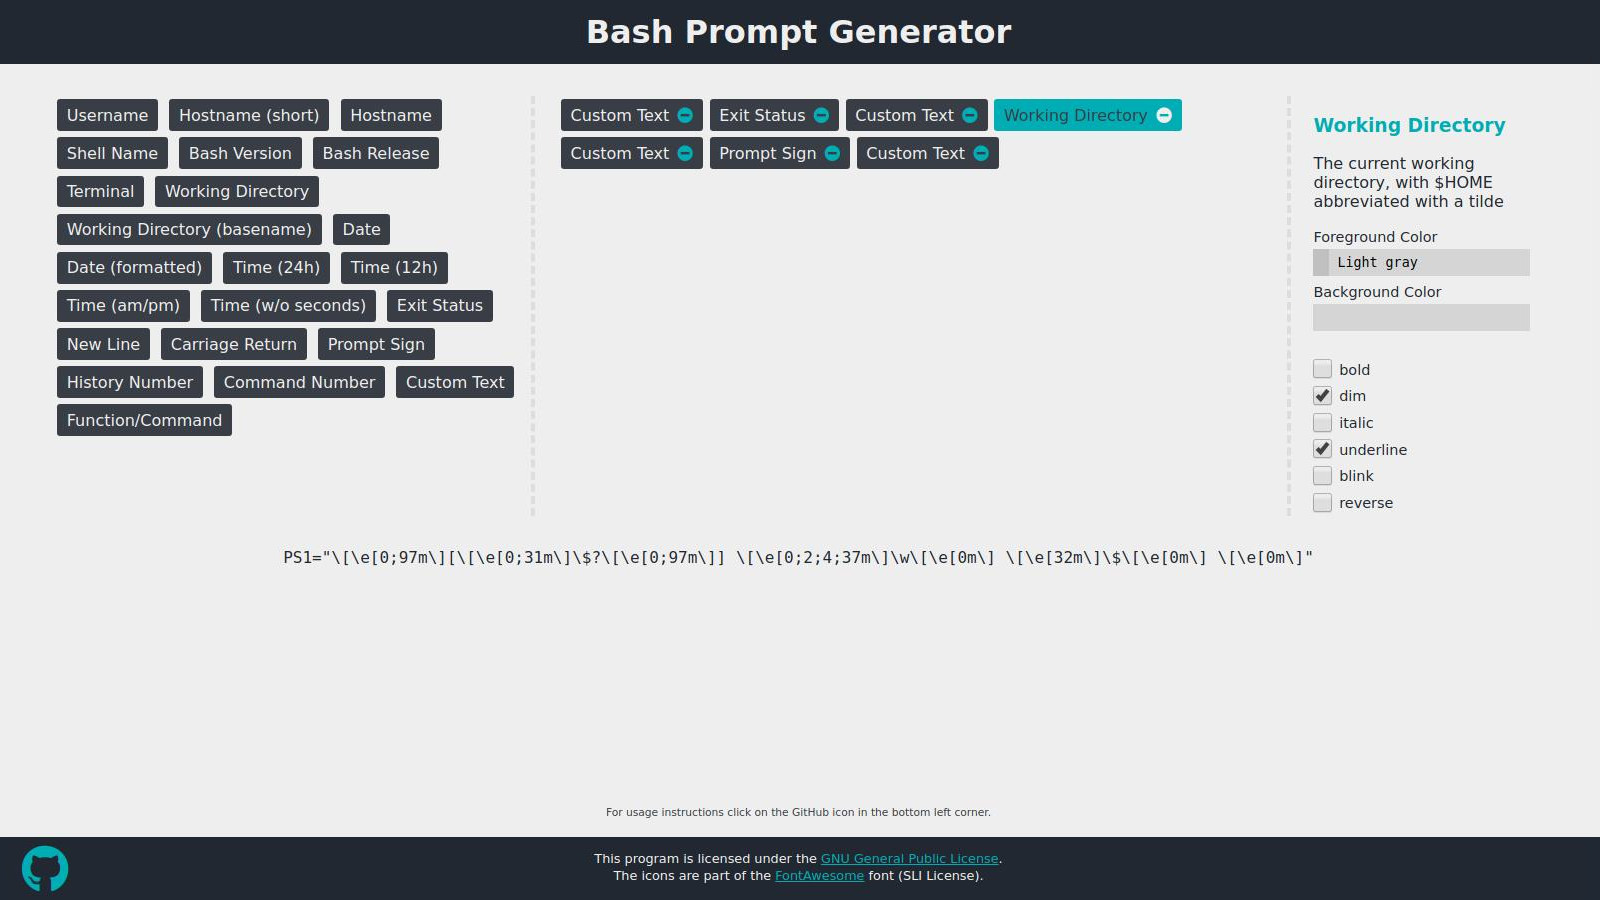 Bash Prompt Generator
Username Hostname (short) Hostname
Shell Name Bash Version Bash Release
Terminal Working Directory
Working Directory (basename) Date
Date (formatted) Time (24h) Time (12h)
Time (am/pm) Time (w/o seconds) Exit Status
New Line Carriage Return Prompt Sign
History Number Command Number Custom Text
Function/Command
Custom Text Exit Status Custom Text Working Directory
Custom Text Prompt Sign Custom Text
Working Directory
The current working
directory, with $HOME
abbreviated with a tilde
Foreground Color
Light gray
Background Color
bold
dim
italic
underline
blink
reverse
PS1="\[\e[0;97m\][\[\e[0;31m\]\$?\[\e[0;97m\]] \[\e[0;2;4;37m\]\w\[\e[0m\] \[\e[32m\]\$\[\e[0m\] \[\e[0m\]"
For usage instructions click on the GitHub icon in the bottom left corner.
This program is licensed under the GNU General Public License.
The icons are part of the FontAwesome font (SLI License).